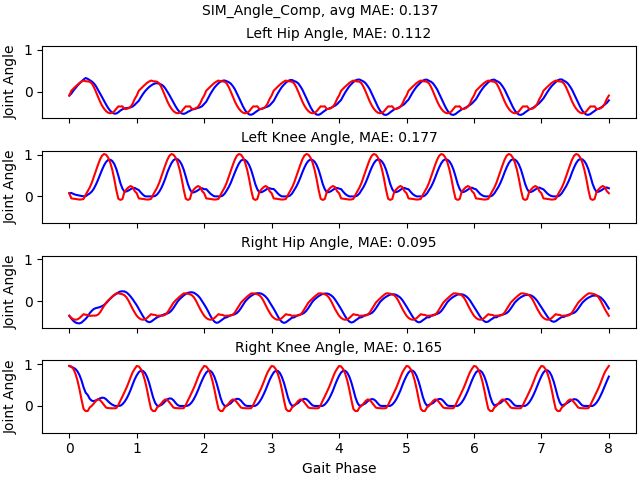 SIM_Angle_Comp, avg MAE: 0.137
Left Hip Angle, MAE: 0.112
Joint Angle
1
0
Left Knee Angle, MAE: 0.177
Joint Angle
1
0
Right Hip Angle, MAE: 0.095
Joint Angle
1
0
Right Knee Angle, MAE: 0.165
Joint Angle
1
0
0 1 2 3 4 5 6 7 8
Gait Phase